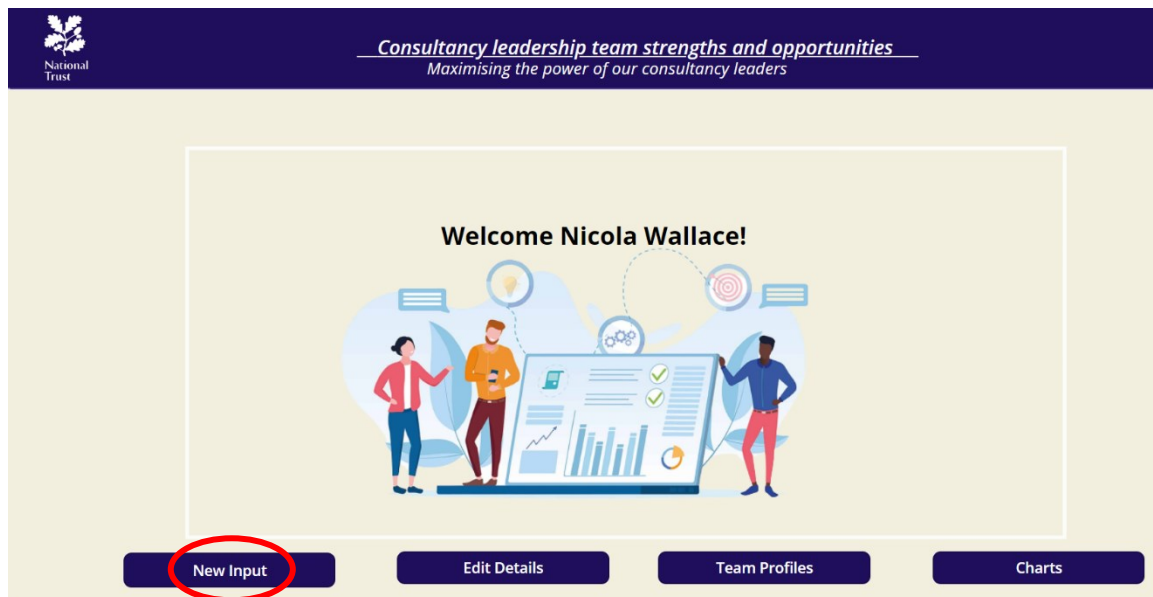 National
Trust
Consultancy leadership team strengths and opportunities
Maximising the power of our consultancy leaders
Welcome Nicola Wallace!
New Input
Edit Details
Team Profiles
Charts